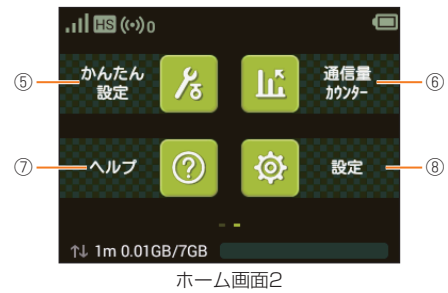 HS 0
⑤ かんたん
設定
通信量
カウンター ⑥
⑦ ヘルプ
設定 ⑧
1m 0.01GB/7GB
ホーム画面2